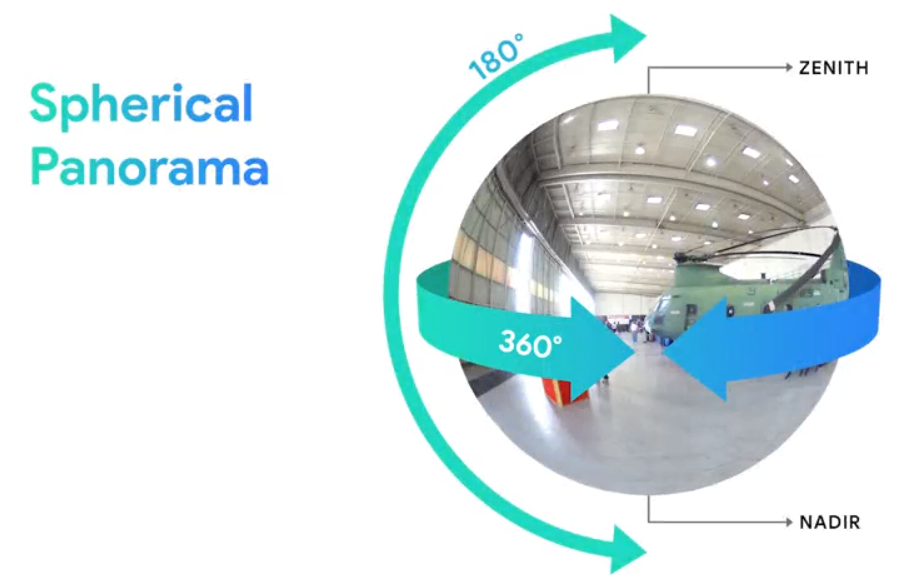 Spherical
Panorama
180°
ZENITH
360°
NADIR